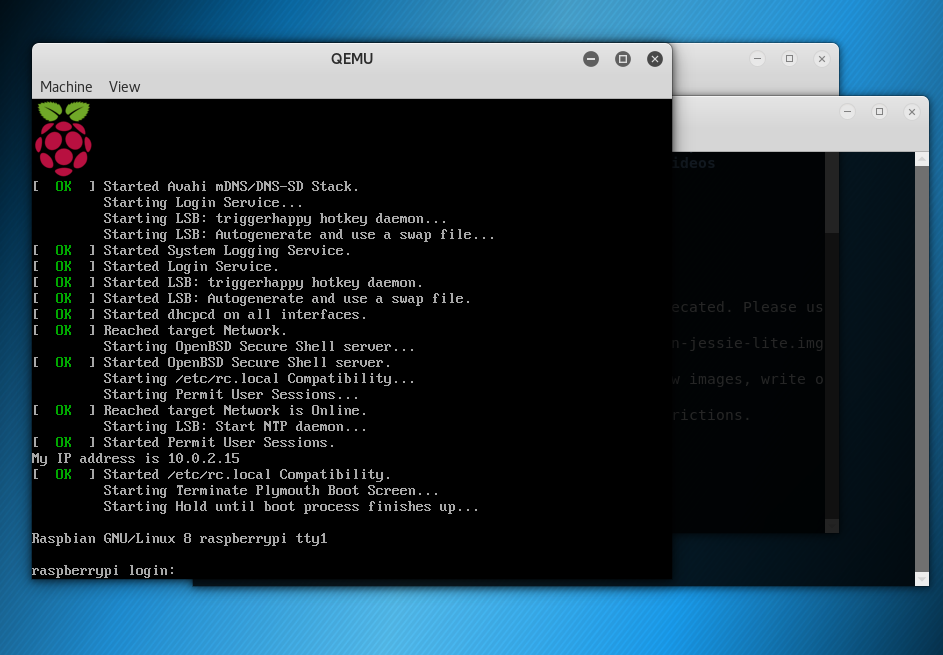 QEMU
Machine View
[  OK  ] Started Avahi mDNS/DNS-SD Stack.
         Starting Login Service...
         Starting LSB: triggerhappy hotkey daemon...
         Starting LSB: Autogenerate and use a swap file...
[  OK  ] Started System Logging Service.
[  OK  ] Started Login Service.
[  OK  ] Started LSB: triggerhappy hotkey daemon.
[  OK  ] Started LSB: Autogenerate and use a swap file.
[  OK  ] Started dhcpcd on all interfaces.
[  OK  ] Reached target Network.
         Starting OpenBSD Secure Shell server...
[  OK  ] Started OpenBSD Secure Shell server.
         Starting /etc/rc.local Compatibility...
         Starting Permit User Sessions...
[  OK  ] Reached target Network is Online.
         Starting LSB: Start NTP daemon...
[  OK  ] Started Permit User Sessions.
My IP address is 10.0.2.15
[  OK  ] Started /etc/rc.local Compatibility.
         Starting Terminate Plymouth Boot Screen...
         Starting Hold until boot process finishes up...
Raspbian GNU/Linux 8 raspberrypi tty1
raspberrypi login:
ideos
ecated. Please us
n-jessie-lite.img
w images, write o
rictions.